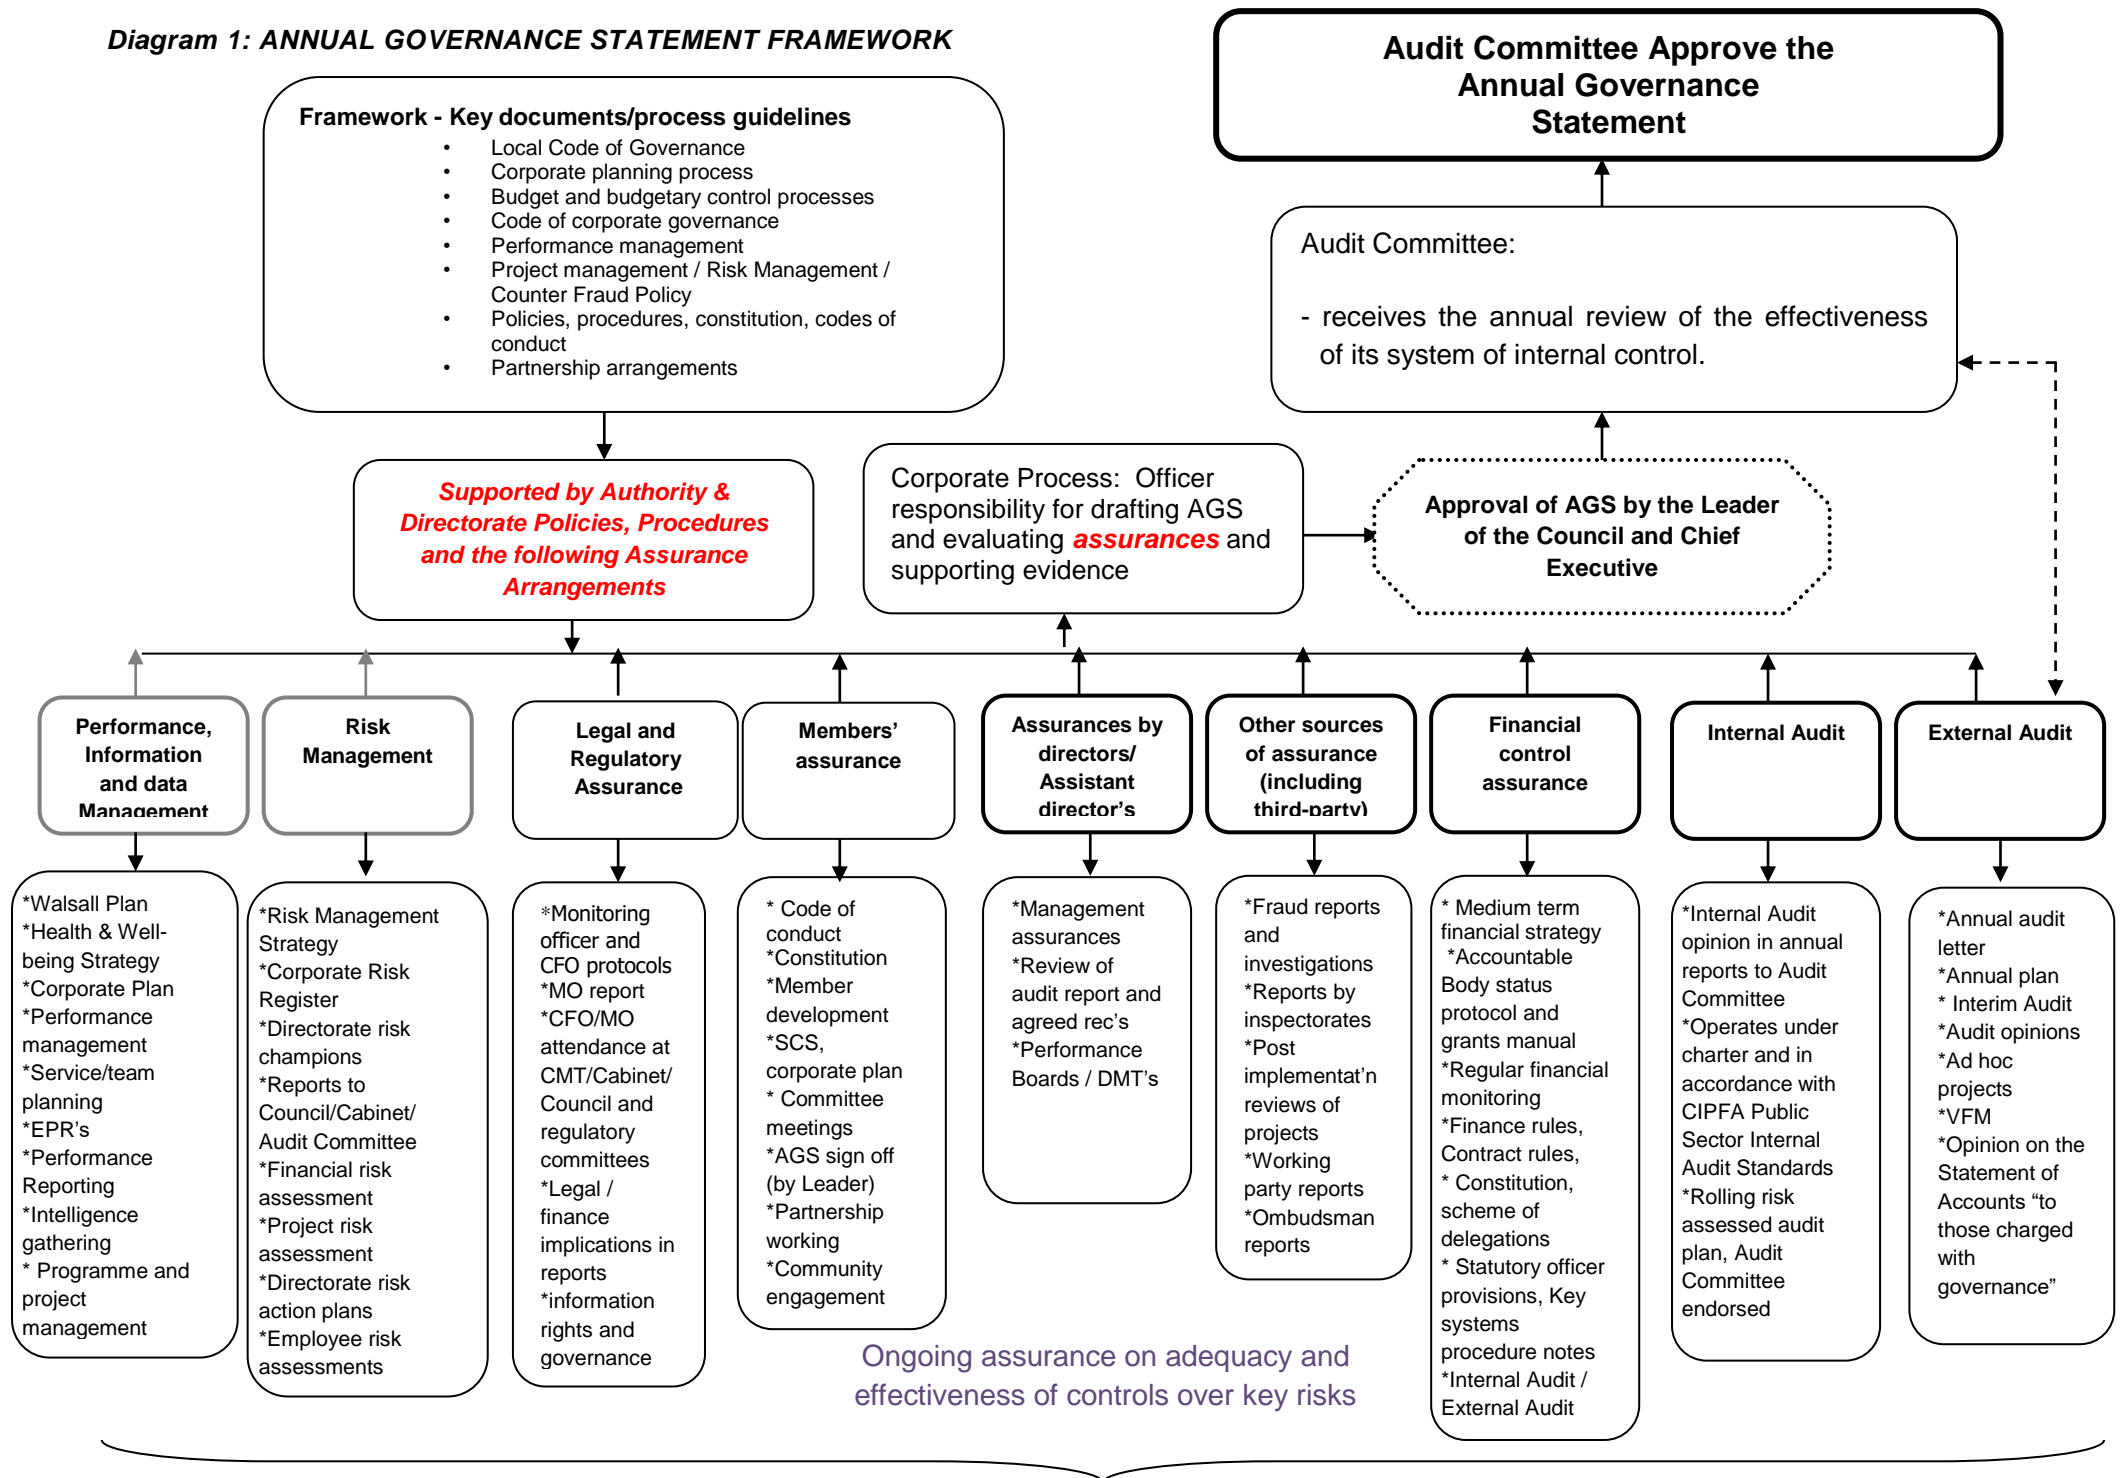 Diagram 1: ANNUAL GOVERNANCE STATEMENT FRAMEWORK
Audit Committee Approve the
Annual Governance
Statement
Framework - Key documents/process guidelines
• Local Code of Governance
• Corporate planning process
• Budget and budgetary control processes
• Code of corporate governance
• Performance management
• Project management / Risk Management /
Counter Fraud Policy
• Policies, procedures, constitution, codes of
conduct
• Partnership arrangements
Audit Committee:
- receives the annual review of the effectiveness
of its system of internal control.
Supported by Authority &
Directorate Policies, Procedures
and the following Assurance
Arrangements
Corporate Process: Officer
responsibility for drafting AGS
and evaluating assurances and
supporting evidence
Approval of AGS by the Leader
of the Council and Chief
Executive
Performance,
Information
and data
Management
Risk
Management
Legal and
Regulatory
Assurance
Members’
assurance
Assurances by
directors/
Assistant
director’s
Other sources
of assurance
(including
third-party)
Financial
control
assurance
Internal Audit
External Audit
*Walsall Plan
*Health & Well-
being Strategy
*Corporate Plan
*Performance
management
*Service/team
planning
*EPR’s
*Performance
Reporting
*Intelligence
gathering
* Programme and
project
management
*Risk Management
Strategy
*Corporate Risk
Register
*Directorate risk
champions
*Reports to
Council/Cabinet/
Audit Committee
*Financial risk
assessment
*Project risk
assessment
*Directorate risk
action plans
*Employee risk
assessments
*Monitoring
officer and
CFO protocols
*MO report
*CFO/MO
attendance at
CMT/Cabinet/
Council and
regulatory
committees
*Legal /
finance
implications in
reports
*information
rights and
governance
* Code of
conduct
*Constitution
*Member
development
*SCS,
corporate plan
* Committee
meetings
*AGS sign off
(by Leader)
*Partnership
working
*Community
engagement
*Management
assurances
*Review of
audit report and
agreed rec’s
*Performance
Boards / DMT’s
*Fraud reports
and
investigations
*Reports by
inspectorates
*Post
implementat’n
reviews of
projects
*Working
party reports
*Ombudsman
reports
* Medium term
financial strategy
*Accountable
Body status
protocol and
grants manual
*Regular financial
monitoring
*Finance rules,
Contract rules,
* Constitution,
scheme of
delegations
* Statutory officer
provisions, Key
systems
procedure notes
*Internal Audit /
External Audit
*Internal Audit
opinion in annual
reports to Audit
Committee
*Operates under
charter and in
accordance with
CIPFA Public
Sector Internal
Audit Standards
*Rolling risk
assessed audit
plan, Audit
Committee
endorsed
*Annual audit
letter
*Annual plan
* Interim Audit
*Audit opinions
*Ad hoc
projects
*VFM
*Opinion on the
Statement of
Accounts “to
those charged
with
governance”
Ongoing assurance on adequacy and
effectiveness of controls over key risks